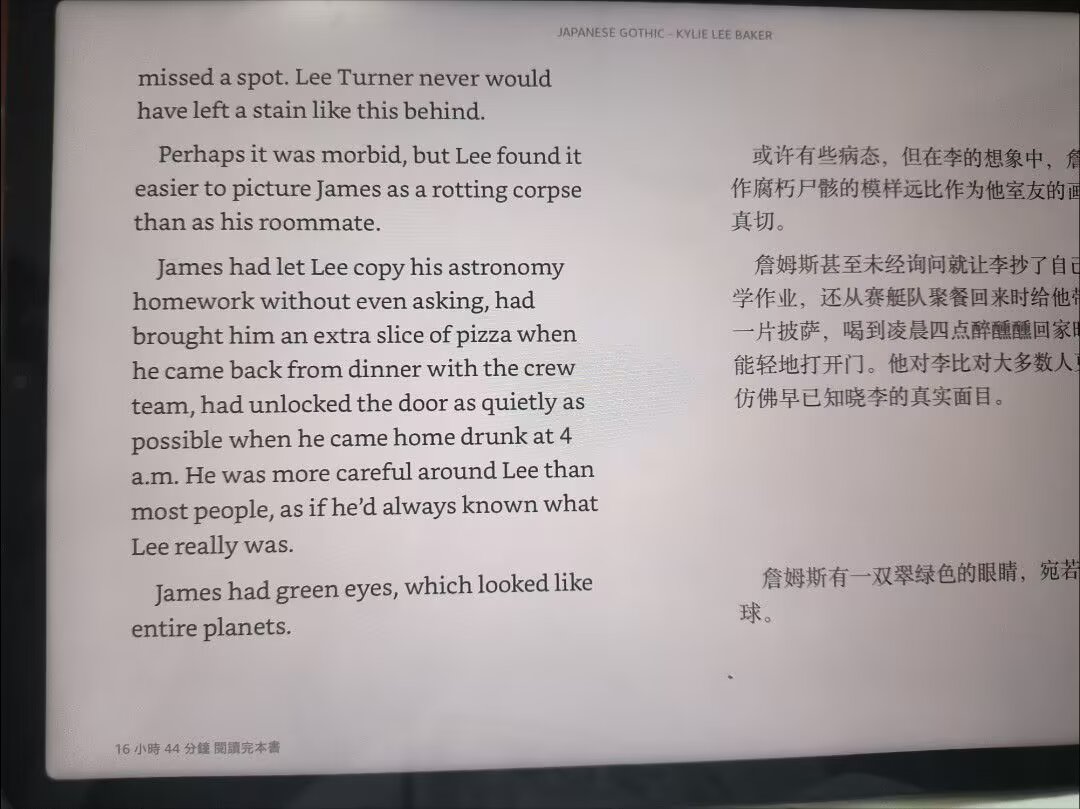 JAPANESE GOTHIC - KYLIE LEE BAKER
missed a spot. Lee Turner never would
have left a stain like this behind.
Perhaps it was morbid, but Lee found it
easier to picture James as a rotting corpse
than as his roommate.
James had let Lee copy his astronomy
homework without even asking, had
brought him an extra slice of pizza when
he came back from dinner with the crew
team, had unlocked the door as quietly as
possible when he came home drunk at 4
a.m. He was more careful around Lee than
most people, as if he’d always known what
Lee really was.
James had green eyes, which looked like
entire planets.
或许有些病态，但在李的想象中，
作腐朽尸骸的模样远比作为他室友的画
真切。
詹姆斯甚至未经询问就让李抄了自己
学作业，还从赛艇队聚餐回来时给他带
一片披萨，喝到凌晨四点醉醺醺回家时
能轻地打开门。他对李比对大多数人更
仿佛早已知晓李的真实面目。
詹姆斯有一双翠绿色的眼睛，宛若
球。
16 小時 44 分鐘 閱讀完本書